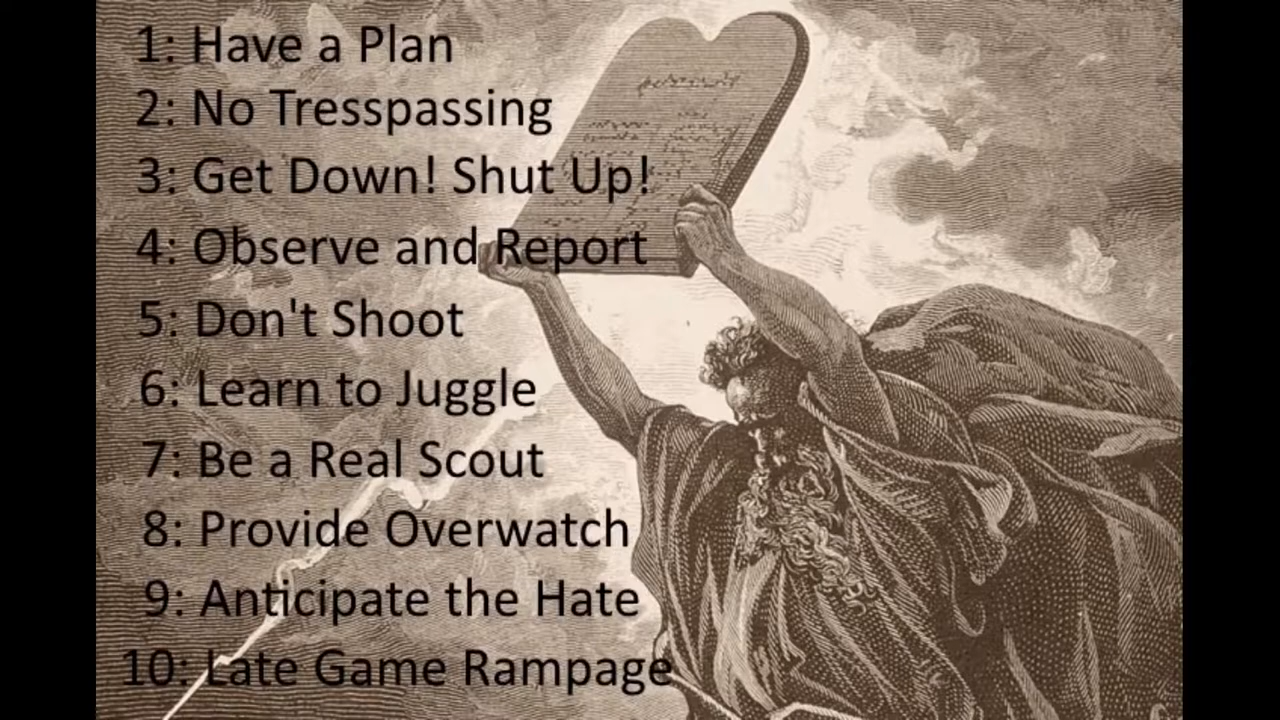 1: Have a Plan
2: No Tresspassing
3: Get Down! Shut Up!
4: Observe and Report
5: Don't Shoot
6: Learn to Juggle
7: Be a Real Scout
8: Provide Overwatch
9: Anticipate the Hate
10: Late Game Rampage